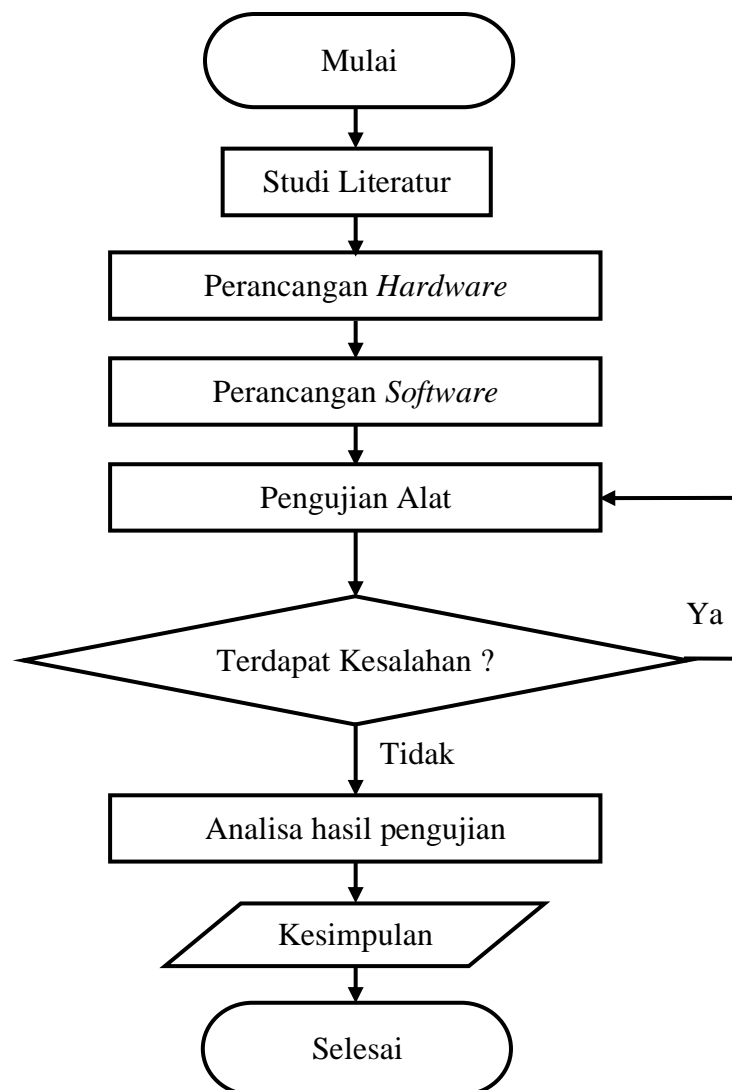 Mulai
Studi Literatur
Perancangan Hardware
Perancangan Software
Pengujian Alat
Ya
Terdapat Kesalahan ?
Tidak
Analisa hasil pengujian
Kesimpulan
Selesai